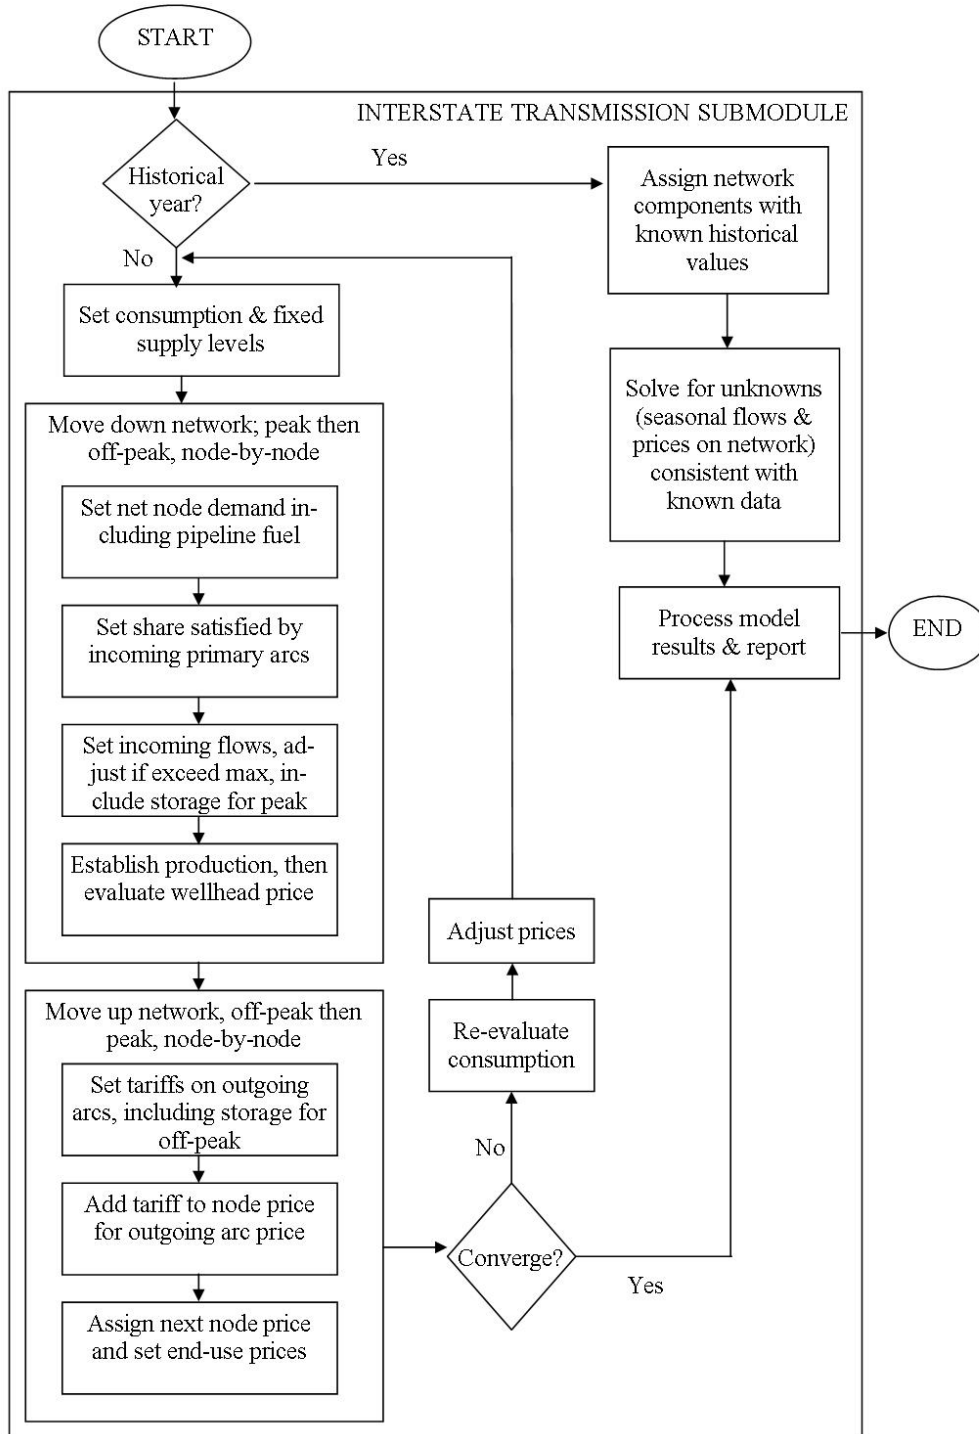 START
INTERSTATE TRANSMISSION SUBMODULE
Historical
year?
Yes
No
Assign network
components with
known historical
values
Set consumption & fixed
supply levels
Solve for unknowns
(seasonal flows &
prices on network)
consistent with
known data
Move down network; peak then
off-peak, node-by-node
Set net node demand in-
cluding pipeline fuel
Set share satisfied by
incoming primary arcs
Set incoming flows, ad-
just if exceed max, in-
clude storage for peak
Establish production, then
evaluate wellhead price
Process model
results & report
END
Move up network, off-peak then
peak, node-by-node
Set tariffs on outgoing
arcs, including storage for
off-peak
Add tariff to node price
for outgoing arc price
Assign next node price
and set end-use prices
Adjust prices
Re-evaluate
consumption
No
Converge?
Yes